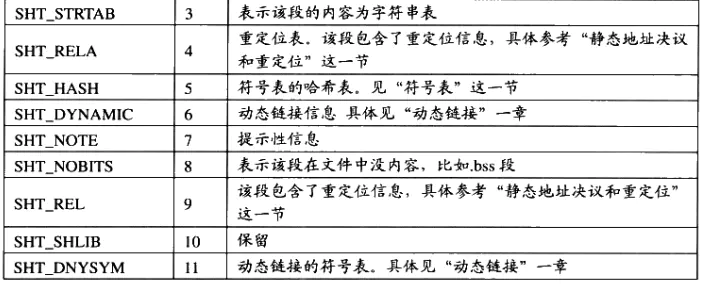 SHT_STRTAB 3 表示该段的内容为字符串表
SHT_RELA 4 重定位表。该段包含了重定位信息，具体参考“静态地址决议
和重定位”这一节
SHT_HASH 5 符号表的哈希表。见“符号表”这一节
SHT_DYNAMIC 6 动态链接信息 具体见“动态链接”一章
SHT_NOTE 7 提示性信息
SHT_NOBITS 8 表示该段在文件中没内容，比如.bss 段
SHT_REL 9 该段包含了重定位信息，具体参考“静态地址决议和重定位”
这一节
SHT_SHLIB 10 保留
SHT_DNYSYM 11 动态链接的符号表。具体见“动态链接”一章